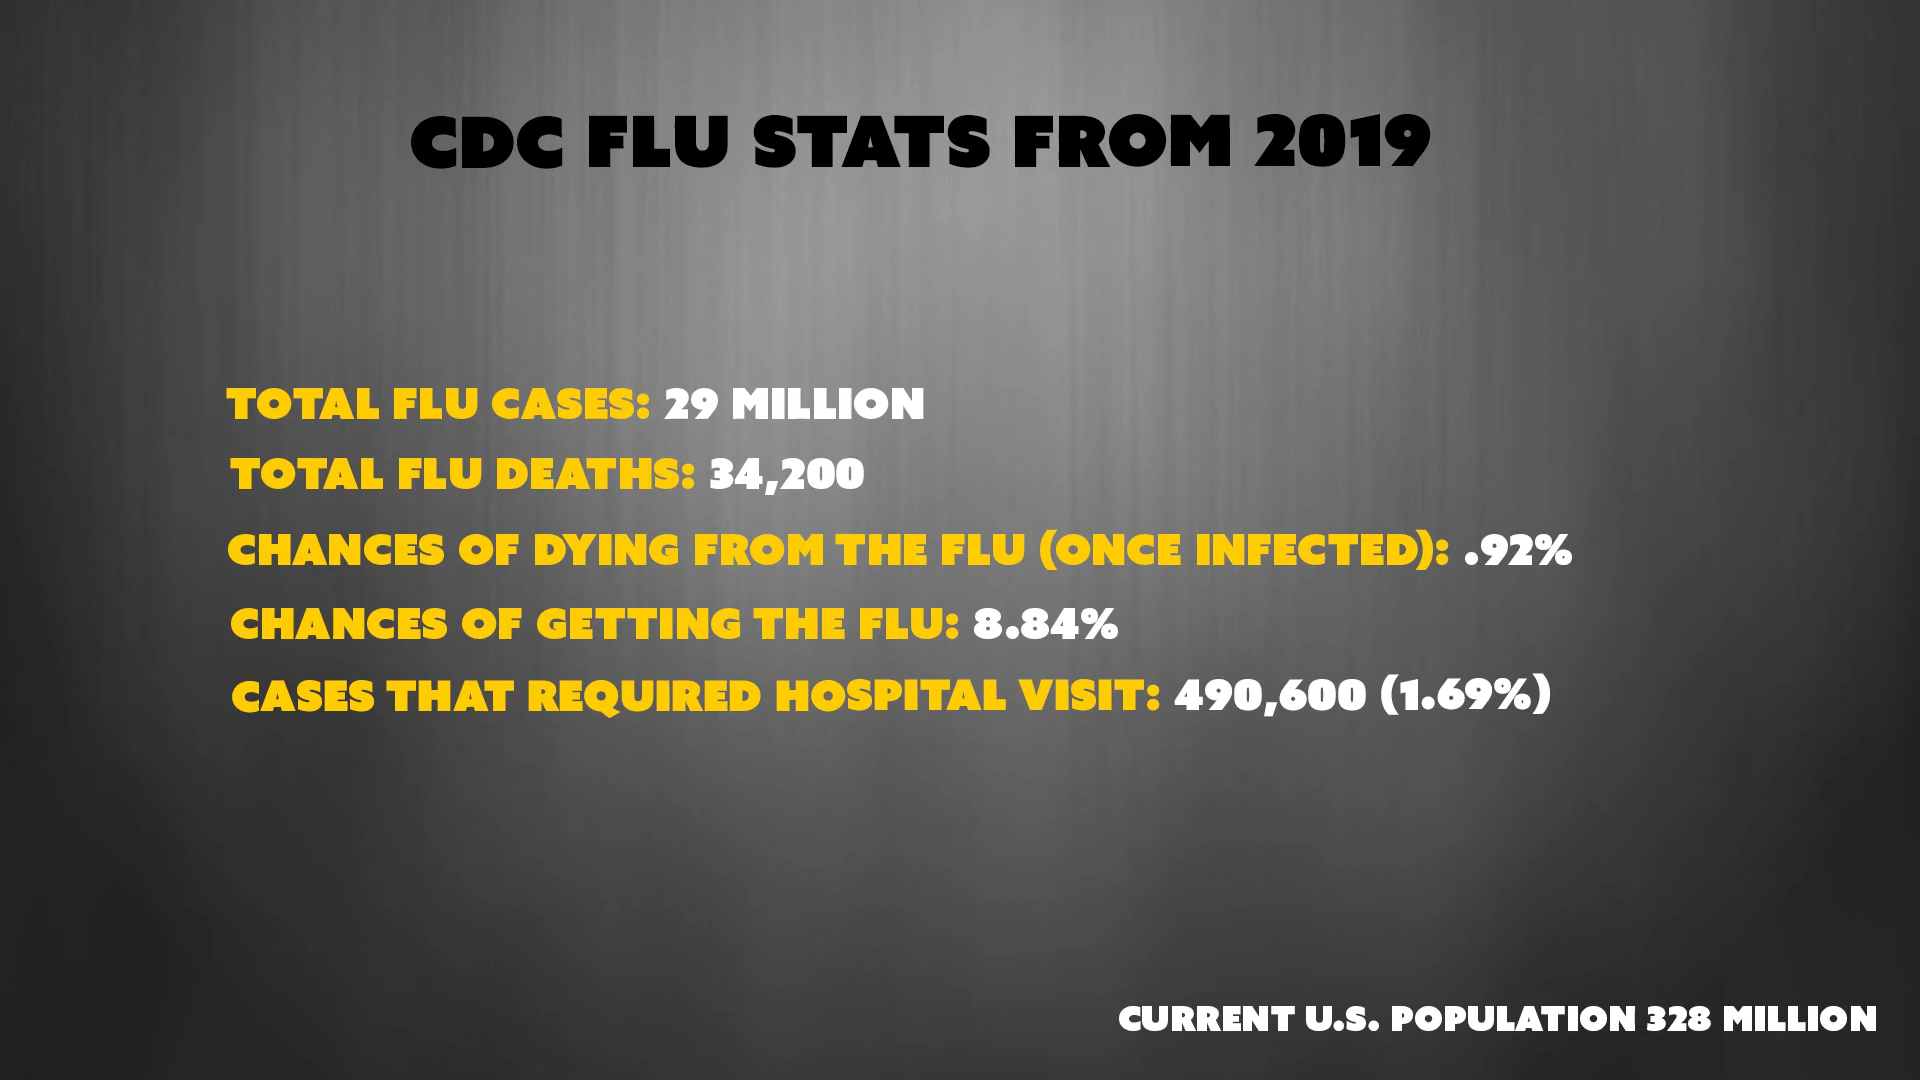 CDC FLU STATS FROM 2019
TOTAL FLU CASES: 29 MILLION
TOTAL FLU DEATHS: 34,200
CHANCES OF DYING FROM THE FLU (ONCE INFECTED): .92%
CHANCES OF GETTING THE FLU: 8.84%
CASES THAT REQUIRED HOSPITAL VISIT: 490,600 (1.69%)
CURRENT U.S. POPULATION 328 MILLION